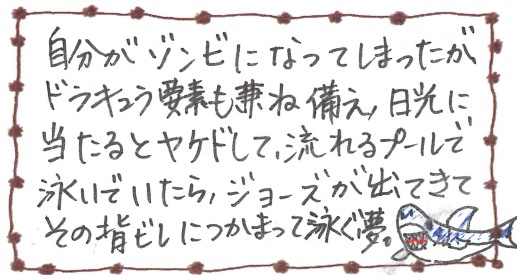 自分がゾンビになってしまったが、
ドラキュラ要素も兼ね備え、日光に
当たるとヤケドして、流れるプールで
泳いでいたら、ジョーズが出てきて
その背ビレにつかまって泳ぐ夢。